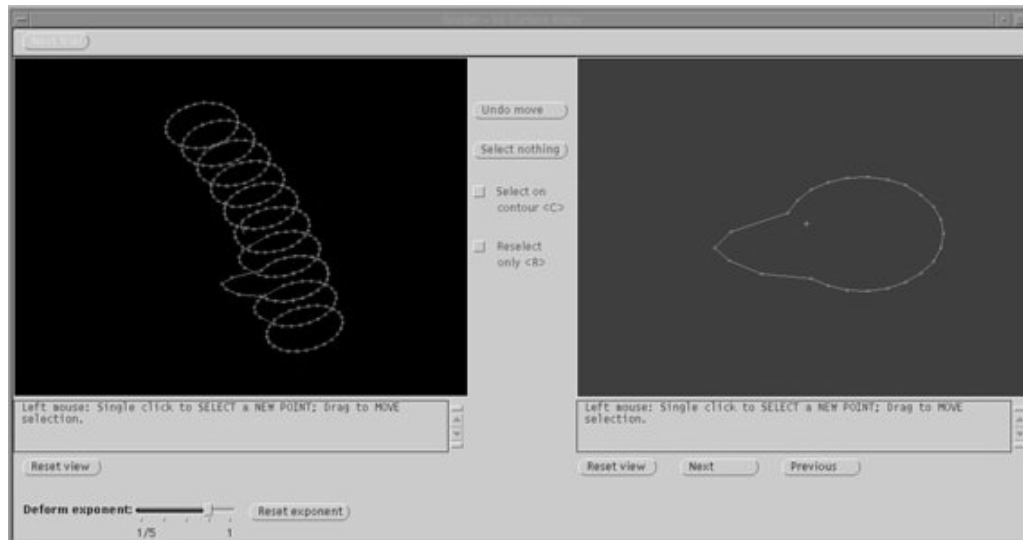 Undo move
Select nothing
Select on
contour <C>
Reselect
only <R>
Left mouse: Single click to SELECT a NEW POINT; Drag to MOVE
selection.
Left mouse: Single click to SELECT a NEW POINT; Drag to MOVE
selection.
Reset view
Reset view
Next
Previous
Deform exponent:
Reset exponent
1/5
1